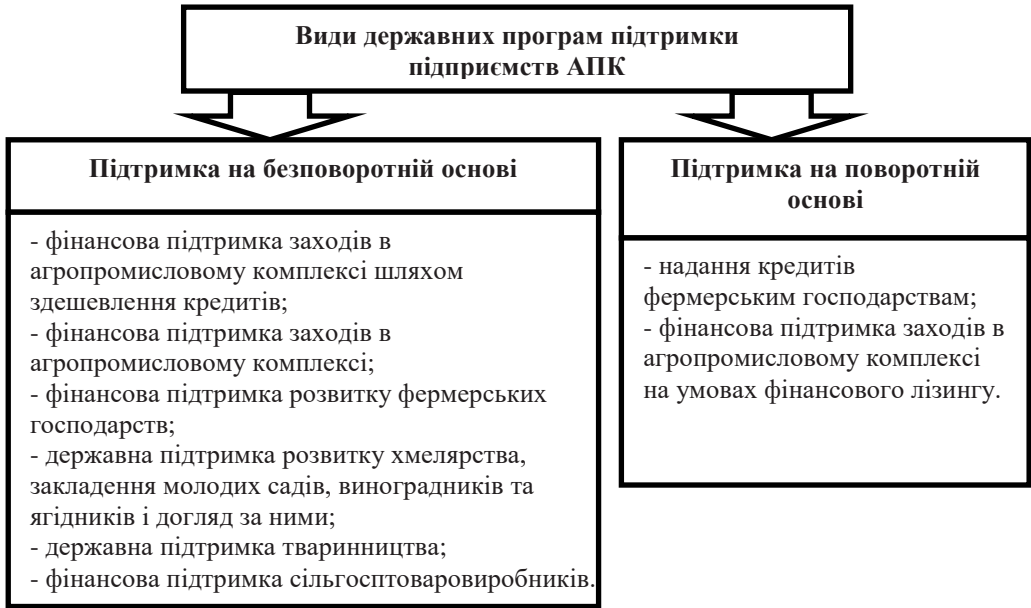 Види державних програм підтримки
підприємств АПК
Підтримка на безповоротній основі
- фінансова підтримка заходів в
агропромисловому комплексі шляхом
здешевлення кредитів;
- фінансова підтримка заходів в
агропромисловому комплексі;
- фінансова підтримка розвитку фермерських
господарств;
- державна підтримка розвитку хмелярства,
закладення молодих садів, виноградників та
ягідників і догляд за ними;
- державна підтримка тваринництва;
- фінансова підтримка сільгосптоваровиробників.
Підтримка на поворотній
основі
- надання кредитів
фермерським господарствам;
- фінансова підтримка заходів в
агропромисловому комплексі
на умовах фінансового лізингу.